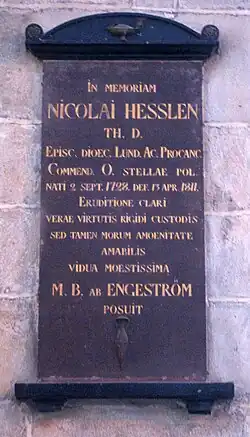 IN MEMORIAM
NICOLAI HESSLEN
TH. D.
EPISC. DIOEC. LUND. AC. PROCANC.
COMMEND. O. STELLAE POL.
NATI 2. SEPT. 1728. DEF. 13 APR. 1811.
ERUDITIONE CLARI
VERAE VIRTUTIS RIGIDI CUSTODIS
SED TAMEN MORUM AMOENITATE
AMABILIS
VIDUA MOESTISSIMA
M. B. AB ENGESTRÖM
POSUIT